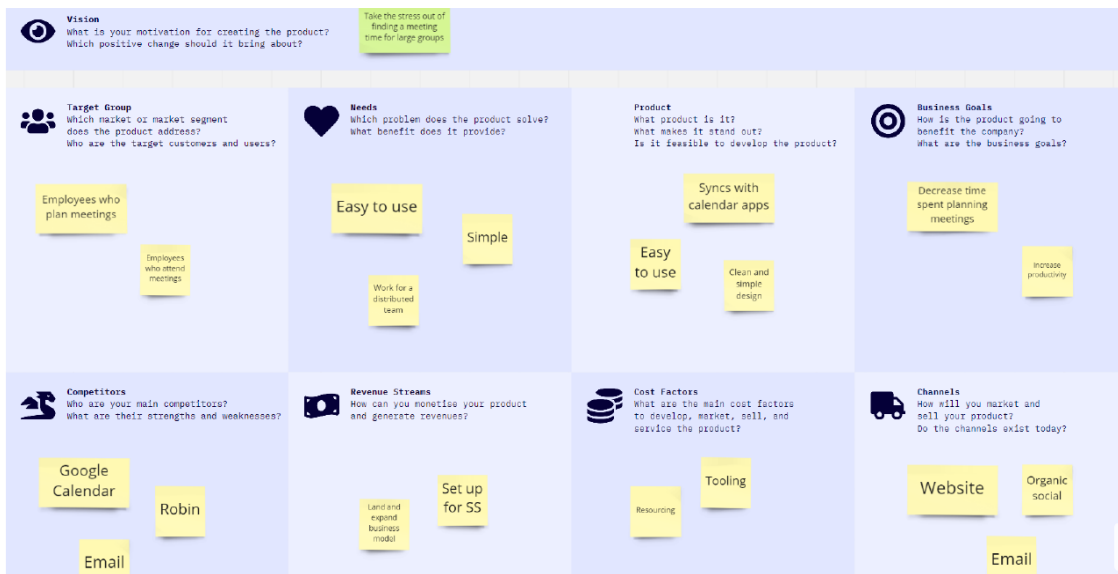 Vision
What is your motivation for creating the product?
Which positive change should it bring about?
Take the stress out of
finding a meeting
time for large groups
Target Group
Which market or market segment
does the product address?
Who are the target customers and users?
Employees who
plan meetings
Employees
who attend
meetings
Needs
Which problem does the product solve?
What benefit does it provide?
Easy to use
Simple
Work for a
distributed
team
Product
What product is it?
What makes it stand out?
Is it feasible to develop the product?
Syncs with
calendar apps
Easy
to use
Clean and
simple
design
Business Goals
How is the product going to
benefit the company?
What are the business goals?
Decrease time
spent planning
meetings
Increase
productivity
Competitors
Who are your main competitors?
What are their strengths and weaknesses?
Google
Calendar
Robin
Email
Revenue Streams
How can you monetise your product
and generate revenues?
Land and
expand
business
model
Set up
for SS
Cost Factors
What are the main cost factors
to develop, market, sell, and
service the product?
Resourcing
Tooling
Channels
How will you market and
sell your product?
Do the channels exist today?
Website
Organic
social
Email